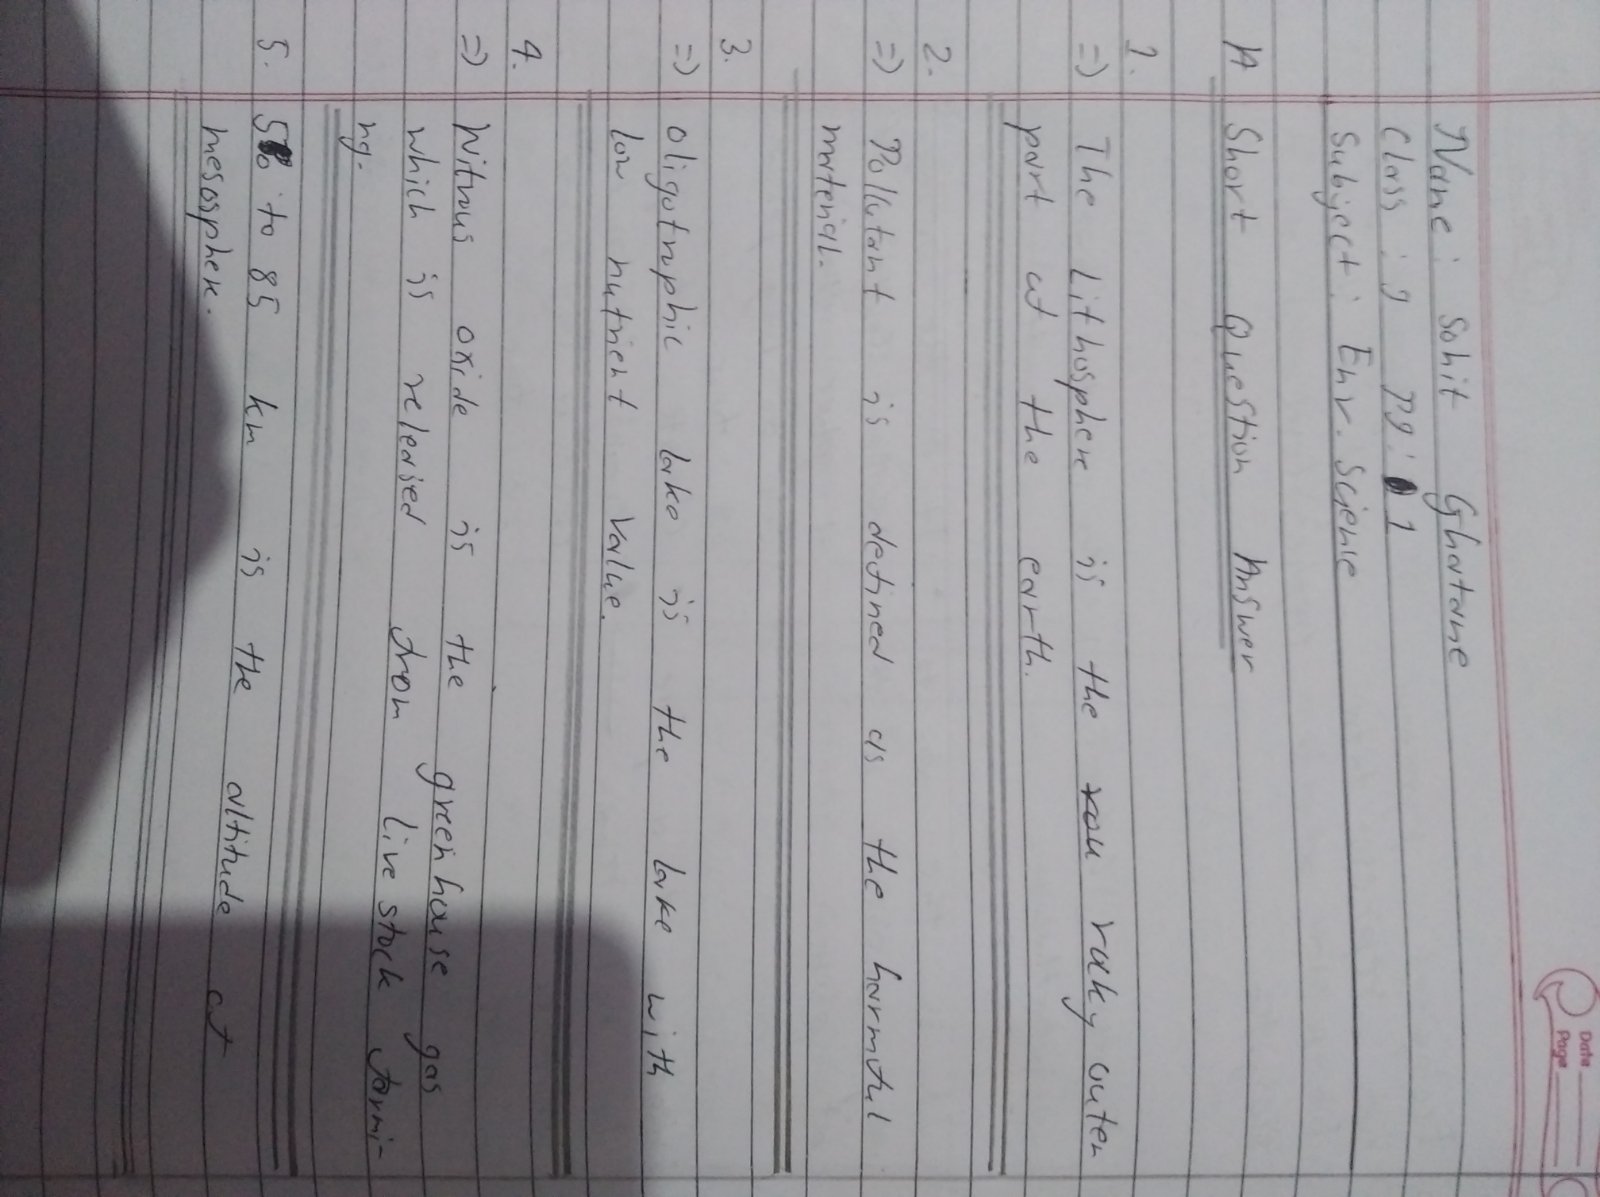 Date
Page
Name : Sohit Ghatane
Class : 9 pg : 1
Subject : Env. Science
A Short Question Answer
1.
=) The Lithosphere is the rocky outer
part of the earth.
2.
=) Pollutant is defined as the harmful
material.
3.
=) Oligotrophic lake is the lake with
low nutrient value.
4.
=) Nitrous oxide is the greenhouse gas
which is released from live stock farmi-
ng.
5. 50 to 85 km is the altitude of
mesosphere.